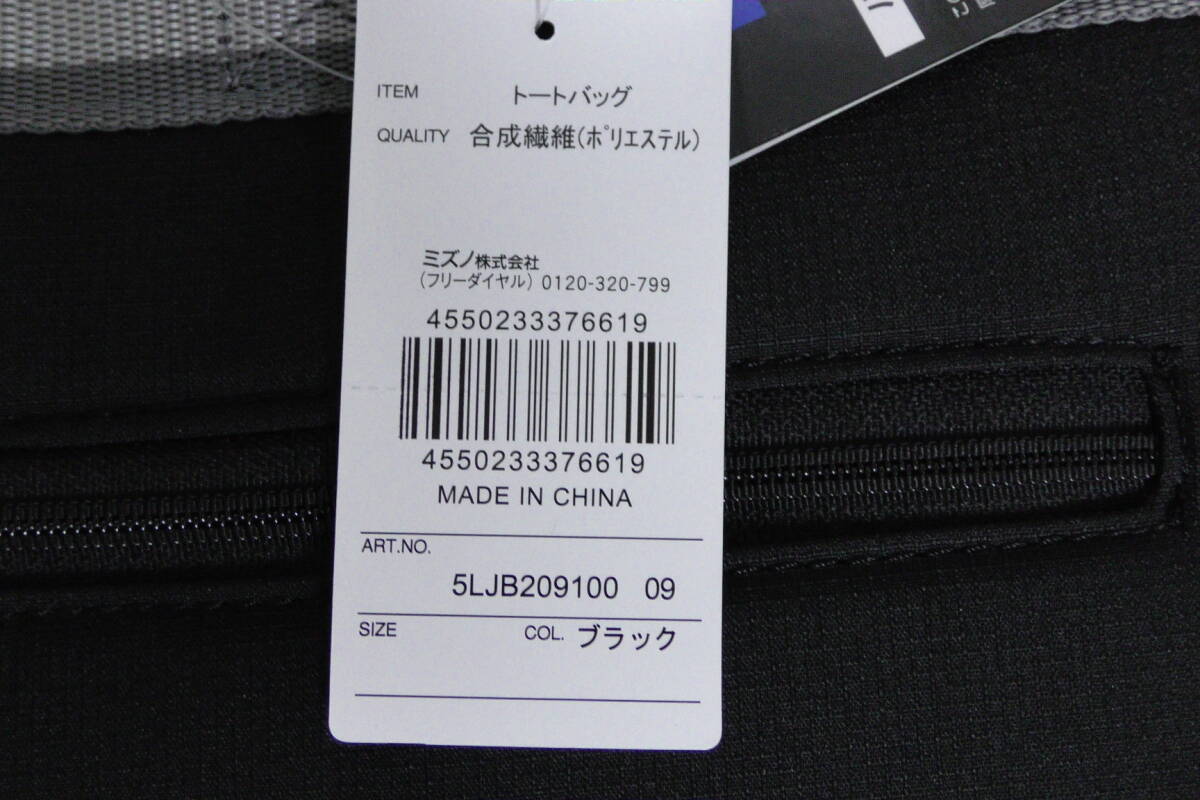 ITEM トートバッグ
QUALITY 合成繊維(ポリエステル)
ミズノ株式会社
(フリーダイヤル) 0120-320-799
4550233376619
4550233376619
MADE IN CHINA
ART.NO.
5LJB209100 09
SIZE COL. ブラック